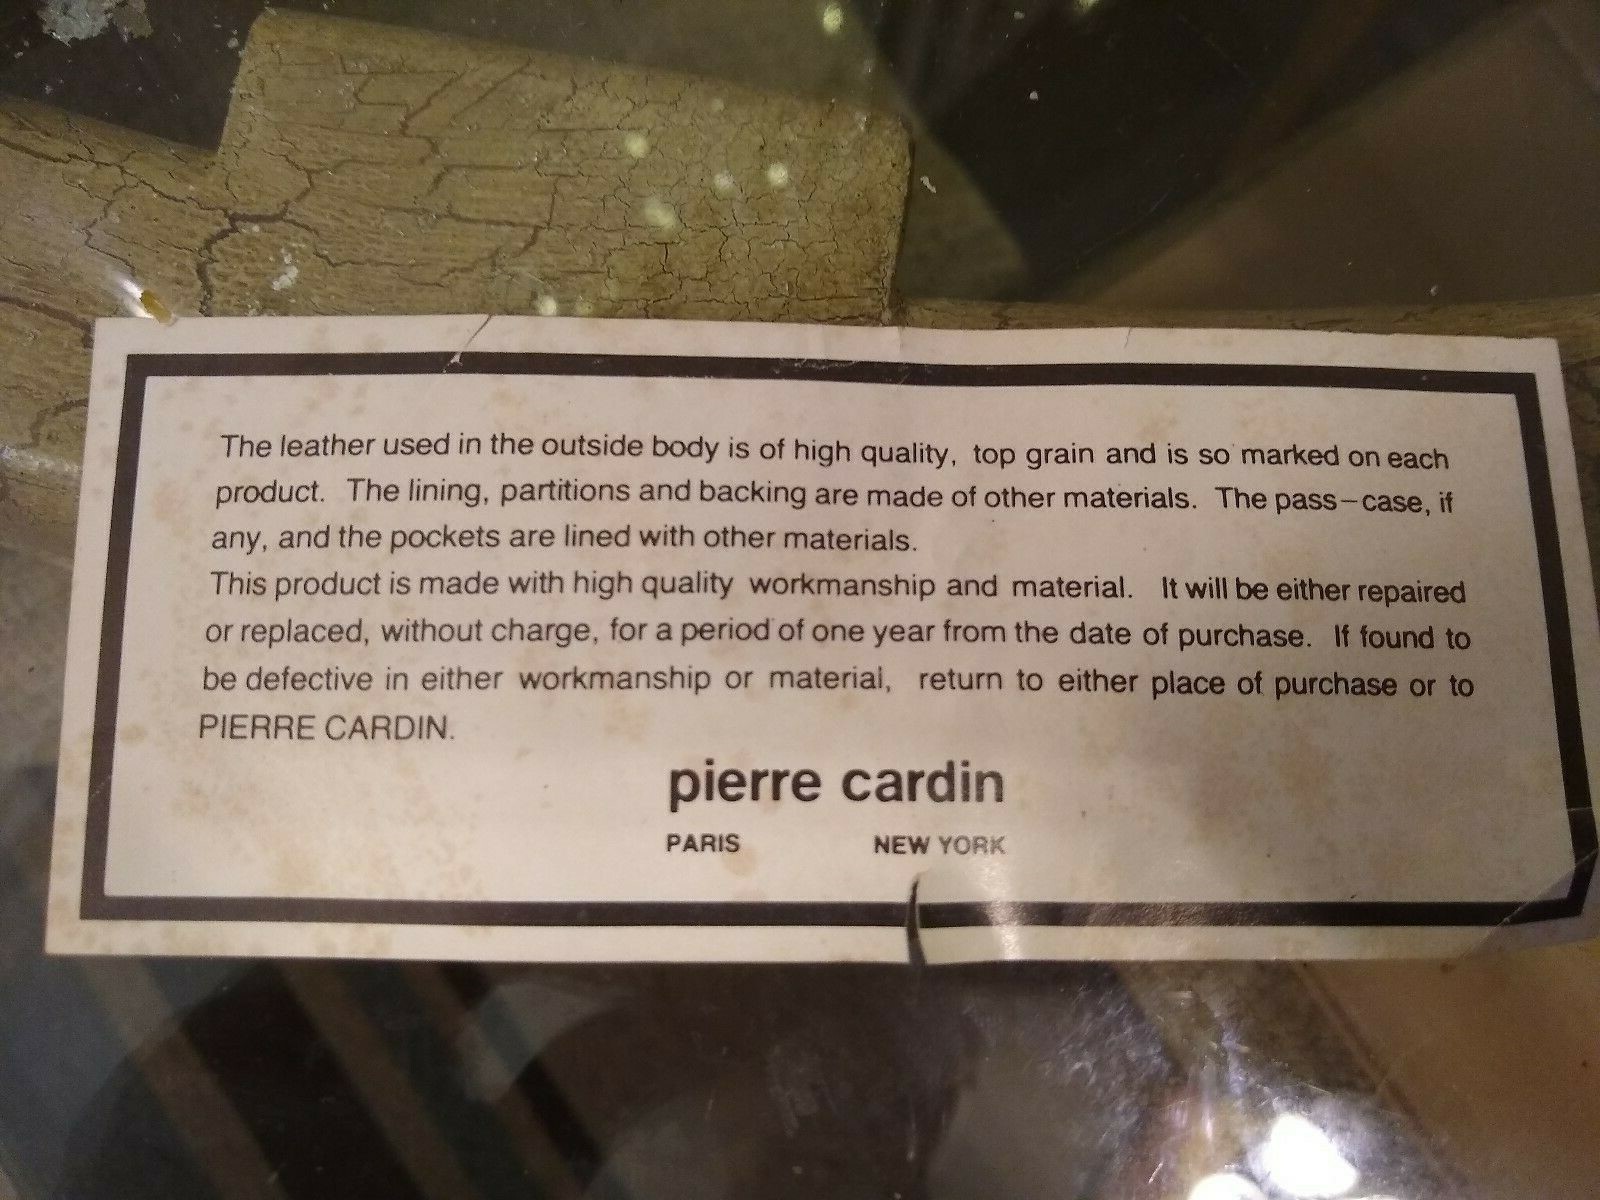 The leather used in the outside body is of high quality, top grain and is so marked on each
product. The lining, partitions and backing are made of other materials. The pass-case, if
any, and the pockets are lined with other materials.
This product is made with high quality workmanship and material. It will be either repaired
or replaced, without charge, for a period of one year from the date of purchase. If found to
be defective in either workmanship or material, return to either place of purchase or to
PIERRE CARDIN.
pierre cardin
PARIS NEW YORK